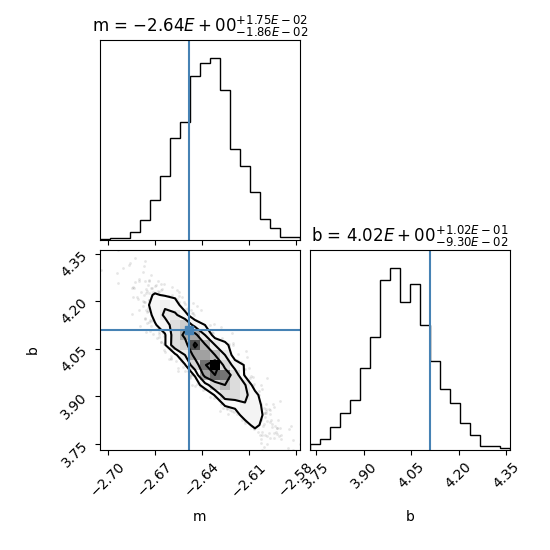 m = −2.64E + 00 +1.75E − 02 −1.86E − 02
b = 4.02E + 00 +1.02E − 01 −9.30E − 02
4.35
4.20
4.05
3.90
3.75
b
−2.70 −2.67 −2.64 −2.61 −2.58 3.75 3.90 4.05 4.20 4.35
m b